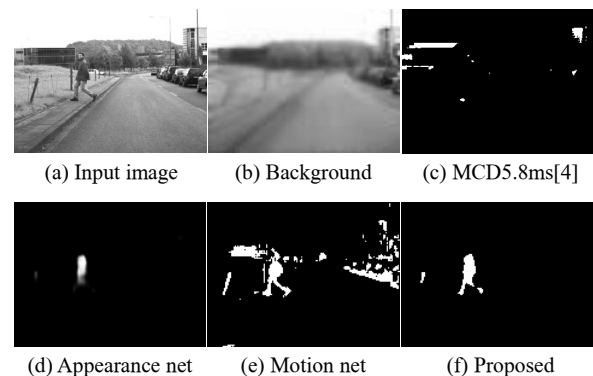 (a) Input image
(b) Background
(c) MCD5.8ms[4]
(d) Appearance net
(e) Motion net
(f) Proposed